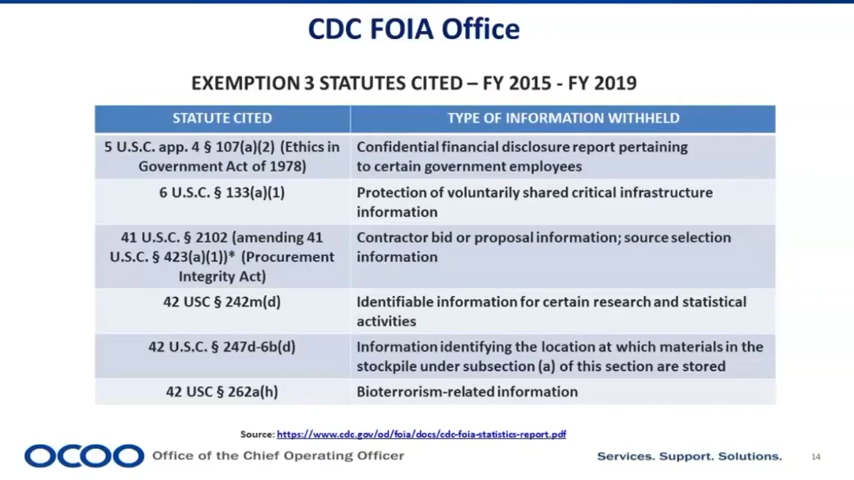 CDC FOIA Office
EXEMPTION 3 STATUTES CITED – FY 2015 - FY 2019
STATUTE CITED
TYPE OF INFORMATION WITHHELD
5 U.S.C. app. 4 § 107(a)(2) (Ethics in
Government Act of 1978)
Confidential financial disclosure report pertaining
to certain government employees
6 U.S.C. § 133(a)(1)
Protection of voluntarily shared critical infrastructure
information
41 U.S.C. § 2102 (amending 41
U.S.C. § 423(a)(1))* (Procurement
Integrity Act)
Contractor bid or proposal information; source selection
information
42 USC § 242m(d)
Identifiable information for certain research and statistical
activities
42 U.S.C. § 247d-6b(d)
Information identifying the location at which materials in the
stockpile under subsection (a) of this section are stored
42 USC § 262a(h)
Bioterrorism-related information
Source: https://www.cdc.gov/od/foia/docs/cdc-foia-statistics-report.pdf
OCOO Office of the Chief Operating Officer
Services. Support. Solutions.
14